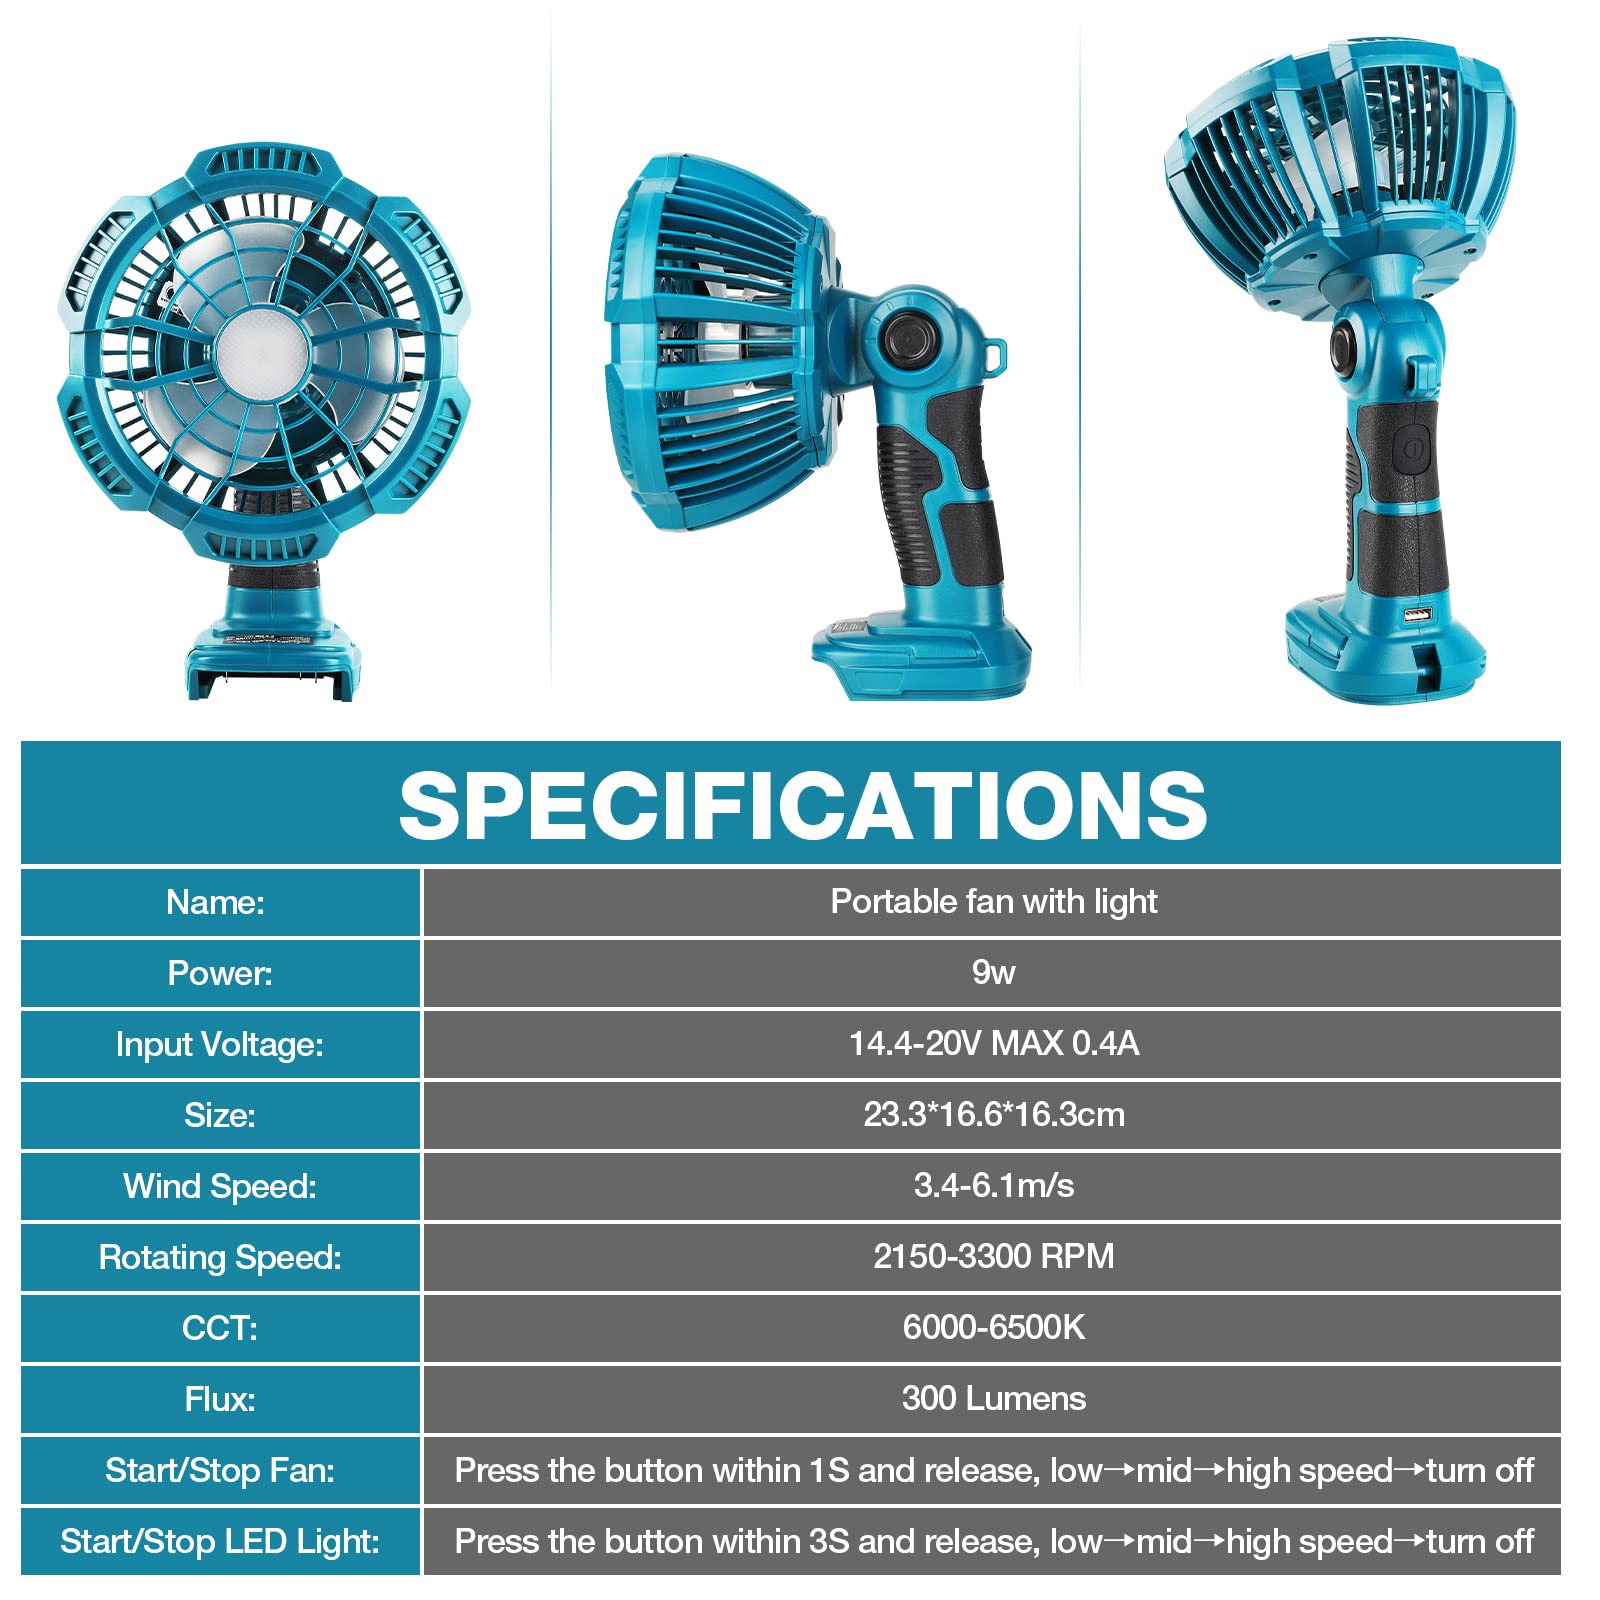 SPECIFICATIONS
Name: Portable fan with light
Power: 9w
Input Voltage: 14.4-20V MAX 0.4A
Size: 23.3*16.6*16.3cm
Wind Speed: 3.4-6.1m/s
Rotating Speed: 2150-3300 RPM
CCT: 6000-6500K
Flux: 300 Lumens
Start/Stop Fan: Press the button within 1S and release, low→mid→high speed→turn off
Start/Stop LED Light: Press the button within 3S and release, low→mid→high speed→turn off